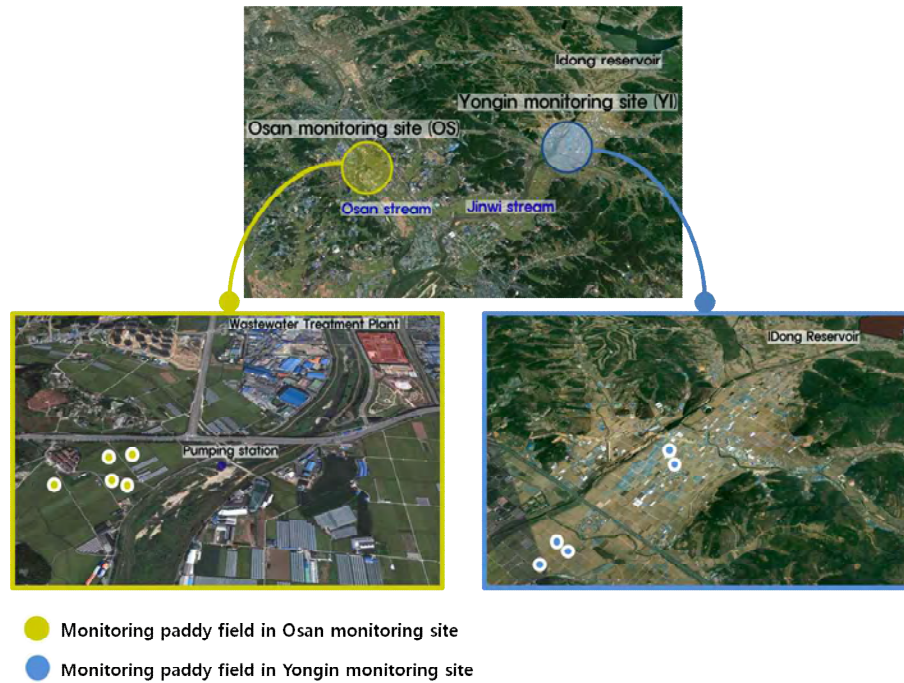 Idong reservoir
Yongin monitoring site (YI)
Osan monitoring site (OS)
Osan stream
Jinwi stream
Wastewater Treatment Plant
Pumping station
IDong Reservoir
Monitoring paddy field in Osan monitoring site
Monitoring paddy field in Yongin monitoring site